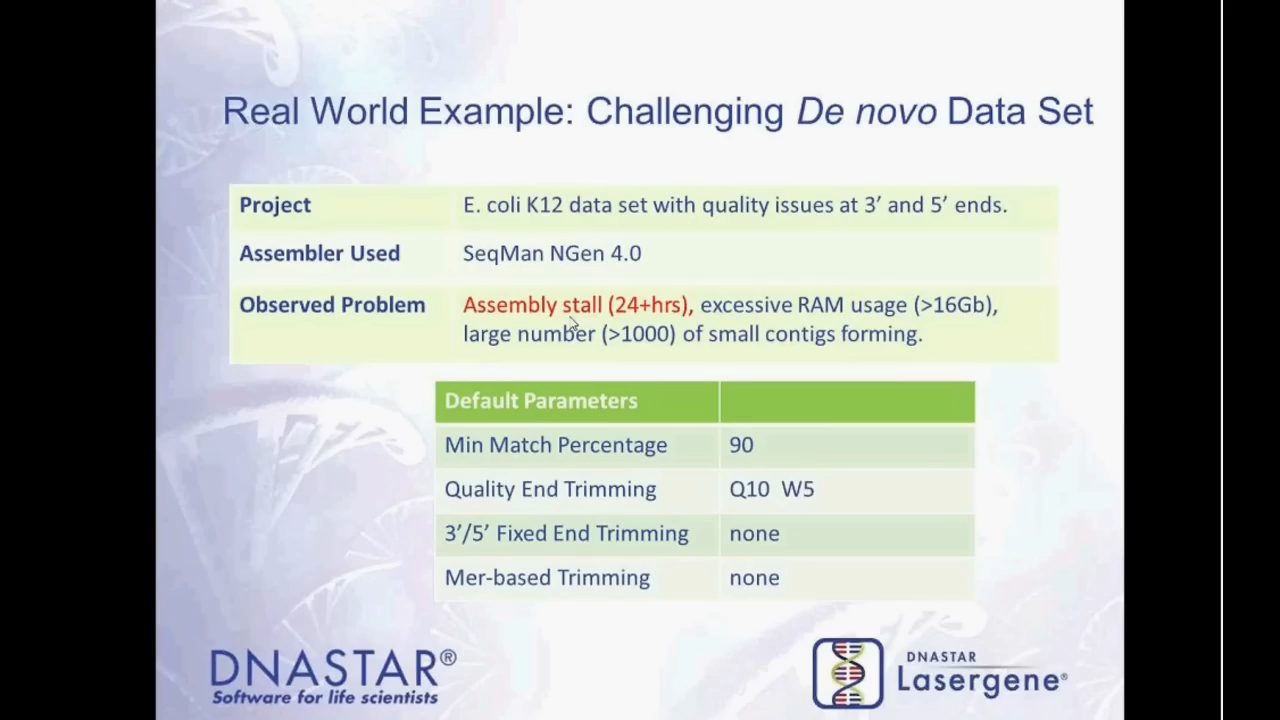 Real World Example: Challenging De novo Data Set
Project E. coli K12 data set with quality issues at 3’ and 5’ ends.
Assembler Used SeqMan NGen 4.0
Observed Problem Assembly stall (24+hrs), excessive RAM usage (>16Gb),
large number (>1000) of small contigs forming.
Default Parameters
Min Match Percentage 90
Quality End Trimming Q10 W5
3’/5’ Fixed End Trimming none
Mer-based Trimming none
DNASTAR®
Software for life scientists
DNASTAR
Lasergene®